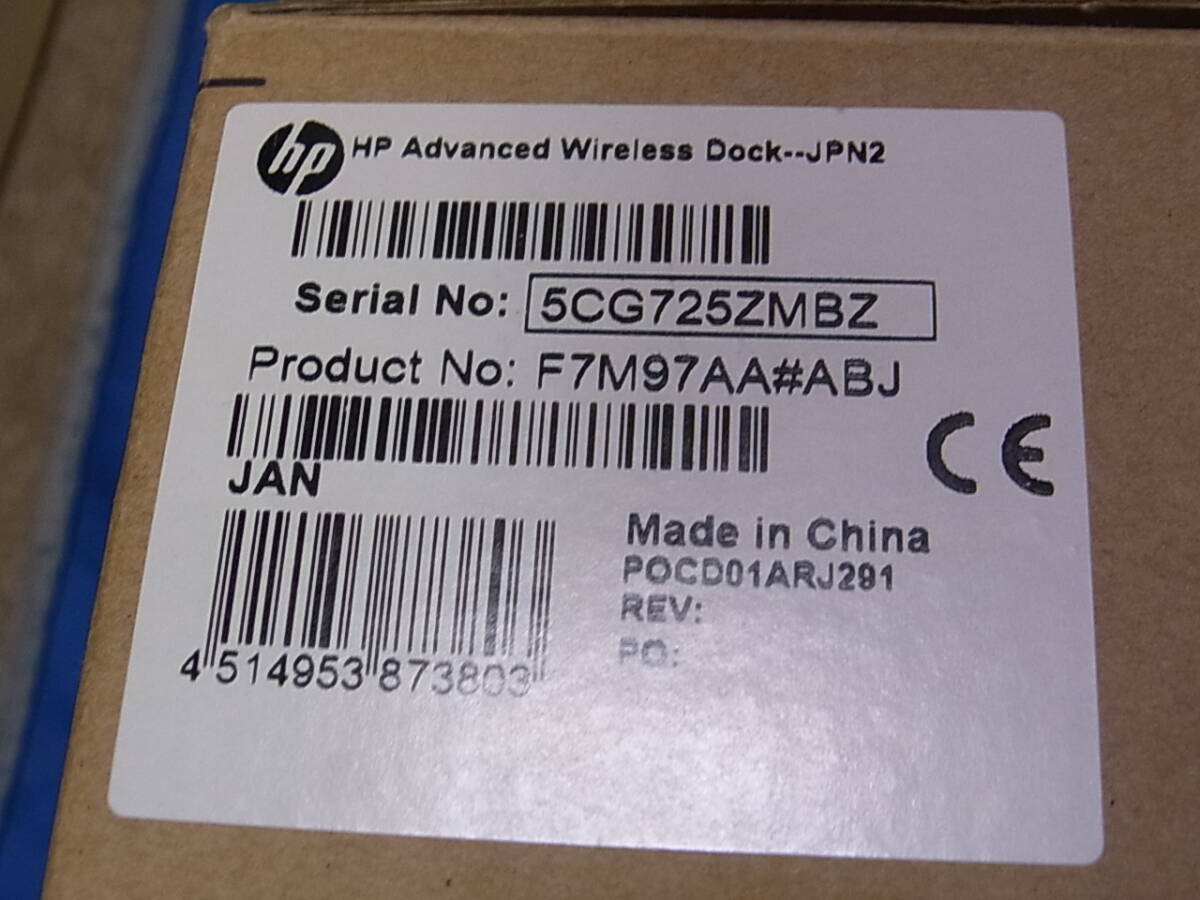 hp HP Advanced Wireless Dock--JPN2
Serial No: 5CG725ZMBZ
Product No: F7M97AA#ABJ
JAN
CE
Made in China
POCD01ARJ291
REV:
PO:
4 514953 873803